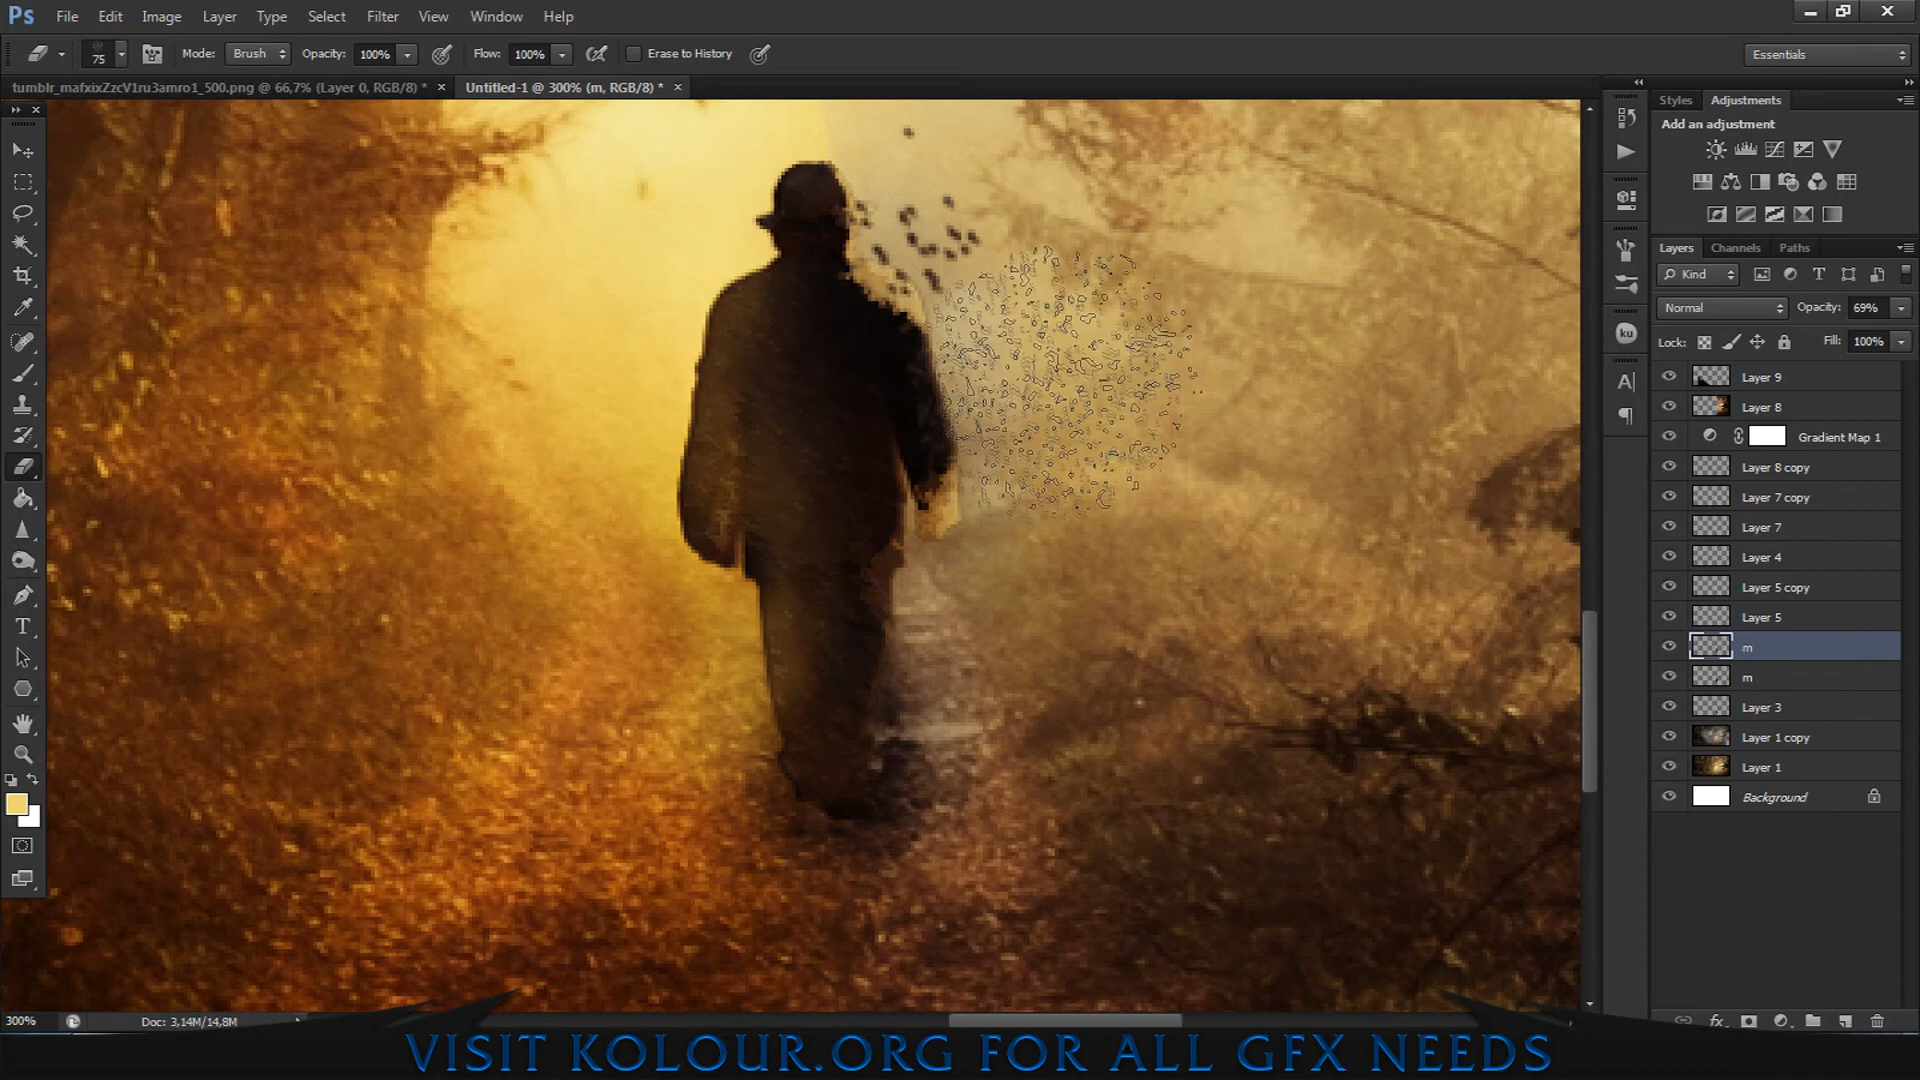 Ps File Edit Image Layer Type Select Filter View Window Help
75 Mode: Brush Opacity: 100% Flow: 100% Erase to History Essentials
tumblr_mafxixZzcV1ru3amro1_500.png @ 66,7% (Layer 0, RGB/8) * × Untitled-1 @ 300% (m, RGB/8) * ×
Styles Adjustments
Add an adjustment
Layers Channels Paths
Kind
Normal Opacity: 69%
Lock: Fill: 100%
Layer 9
Layer 8
Gradient Map 1
Layer 8 copy
Layer 7 copy
Layer 7
Layer 4
Layer 5 copy
Layer 5
m
m
Layer 3
Layer 1 copy
Layer 1
Background
ku
300% Doc: 3,14M/14,8M
fx
VISIT KOLOUR.ORG FOR ALL GFX NEEDS